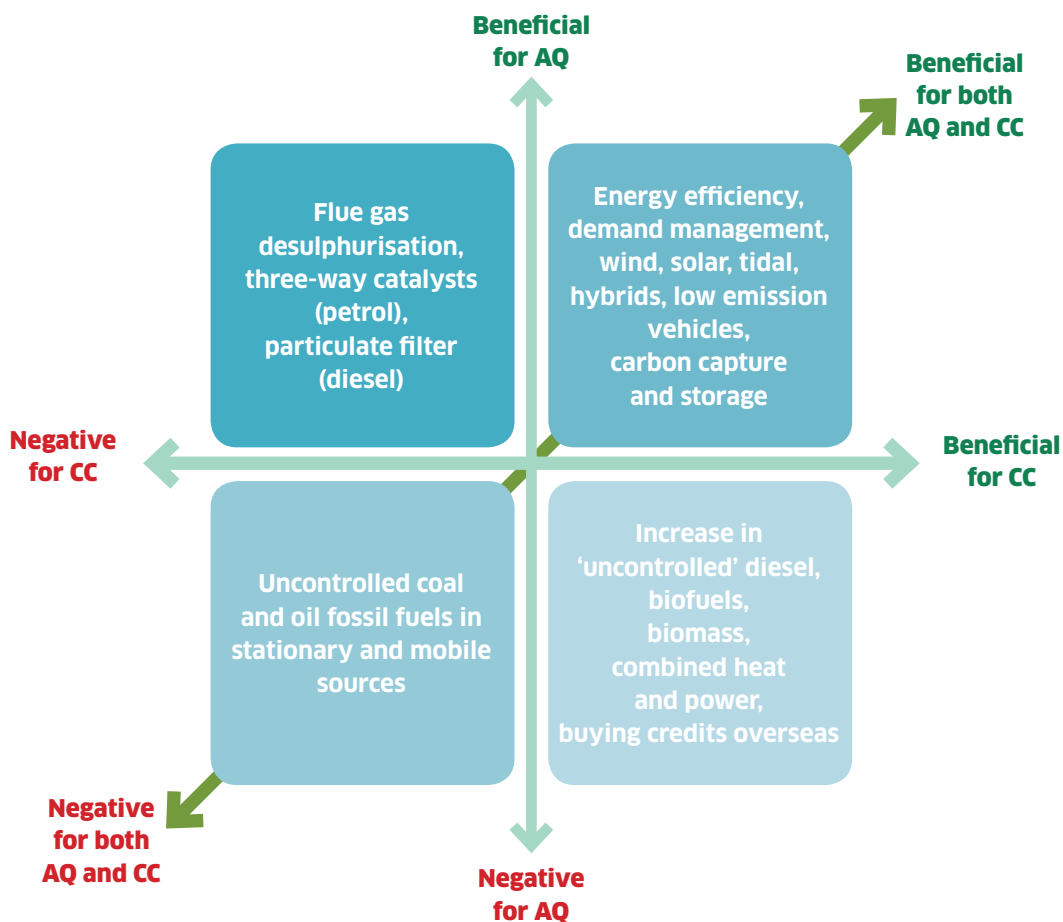 Beneficial
for AQ
Beneficial
for both
AQ and CC
Flue gas
desulphurisation,
three-way catalysts
(petrol),
particulate filter
(diesel)
Energy efficiency,
demand management,
wind, solar, tidal,
hybrids, low emission
vehicles,
carbon capture
and storage
Negative
for CC
Beneficial
for CC
Uncontrolled coal
and oil fossil fuels in
stationary and mobile
sources
Increase in
‘uncontrolled’ diesel,
biofuels,
biomass,
combined heat
and power,
buying credits overseas
Negative
for both
AQ and CC
Negative
for AQ